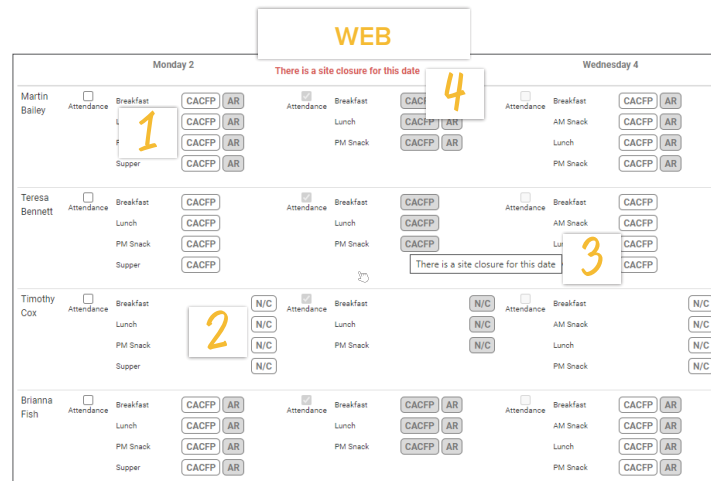 WEB
Monday 2
There is a site closure for this date
4
Wednesday 4
Martin Bailey Attendance Breakfast CACFP AR Attendance Breakfast Attendance Breakfast CACFP AR
1 CACFP AR Lunch CACFP AR AM Snack CACFP AR
CACFP AR PM Snack CACFP AR Lunch CACFP AR
Supper CACFP AR PM Snack CACFP AR
Teresa Bennett Attendance Breakfast CACFP Attendance Breakfast CACFP Attendance Breakfast CACFP
Lunch CACFP Lunch CACFP AM Snack CACFP
PM Snack CACFP PM Snack CACFP 3 CACFP
Supper CACFP There is a site closure for this date CACFP
Timothy Cox Attendance Breakfast N/C Attendance Breakfast N/C Attendance Breakfast N/C
Lunch 2 N/C Lunch N/C AM Snack N/C
PM Snack N/C PM Snack N/C Lunch N/C
Supper N/C PM Snack N/C
Brianna Fish Attendance Breakfast CACFP AR Attendance Breakfast CACFP AR Attendance Breakfast CACFP AR
Lunch CACFP AR Lunch CACFP AR AM Snack CACFP AR
PM Snack CACFP AR PM Snack CACFP AR Lunch CACFP AR
Supper CACFP AR PM Snack CACFP AR